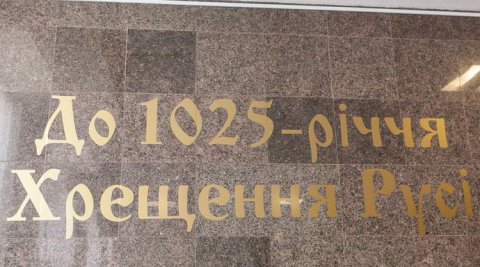 До 1025-річчя
Хрещення Русі